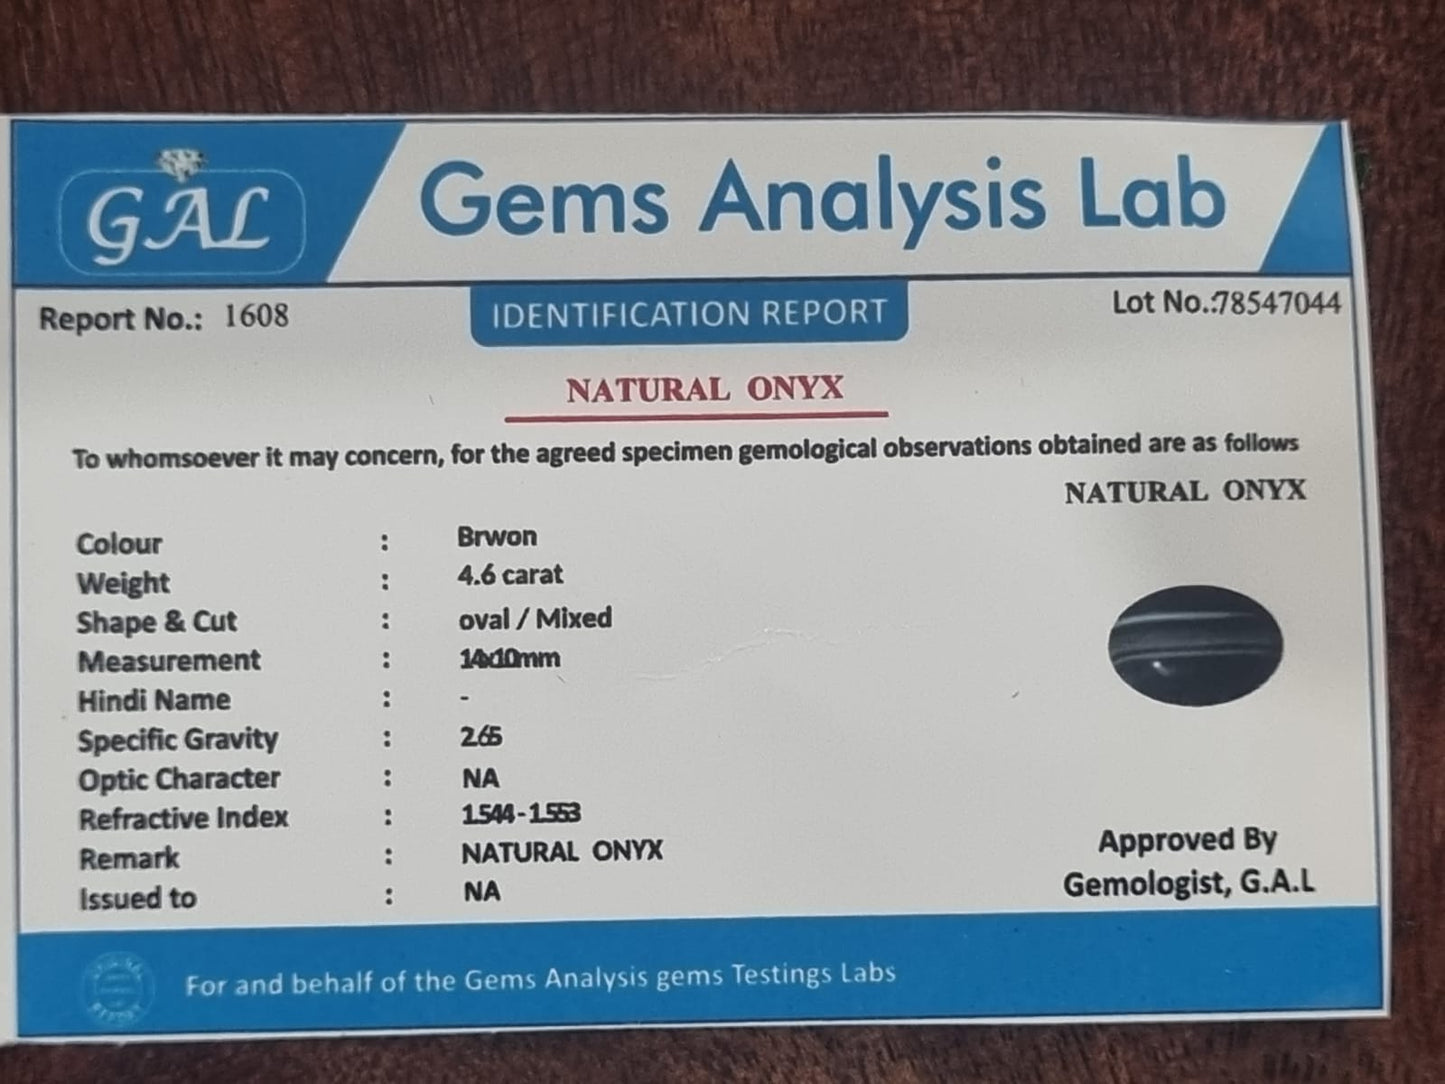 GAL
Gems Analysis Lab
Report No.: 1608
IDENTIFICATION REPORT
Lot No.:78547044
NATURAL ONYX
To whomsoever it may concern, for the agreed specimen gemological observations obtained are as follows
NATURAL ONYX
Colour : Brwon
Weight : 4.6 carat
Shape & Cut : oval / Mixed
Measurement : 14x10mm
Hindi Name : -
Specific Gravity : 2.65
Optic Character : NA
Refractive Index : 1.544-1.553
Remark : NATURAL ONYX
Issued to : NA
Approved By
Gemologist, G.A.L
For and behalf of the Gems Analysis gems Testings Labs